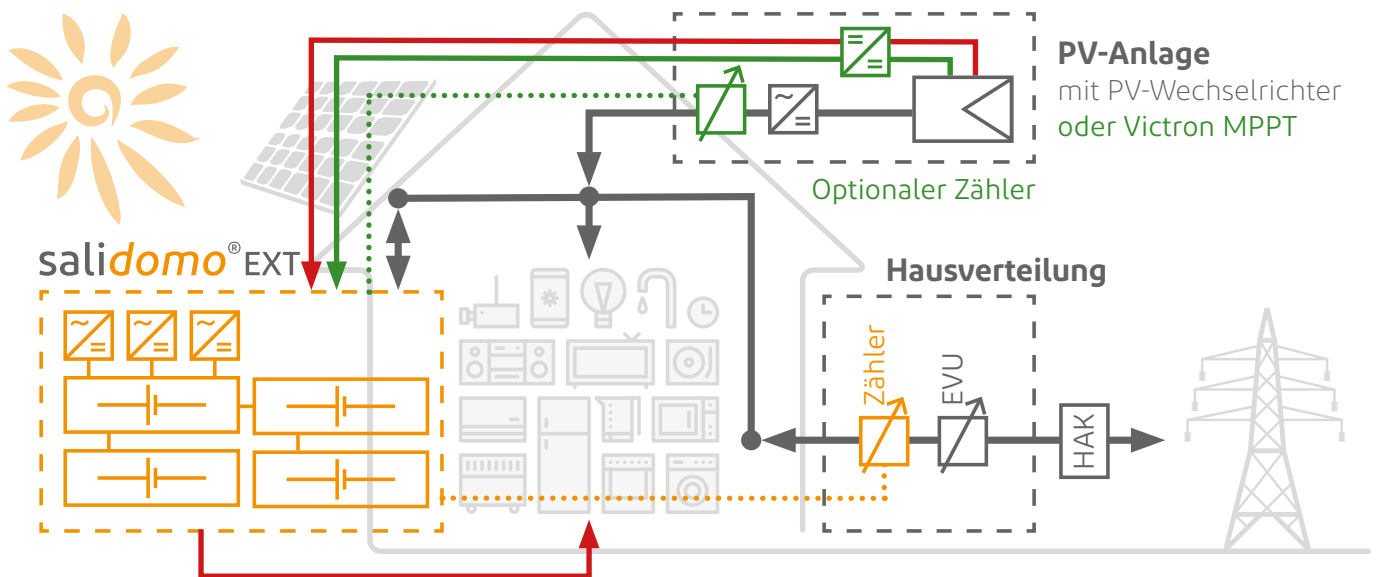 PV-Anlage
mit PV-Wechselrichter
oder Victron MPPT
Optionaler Zähler
salidomo® EXT
Hausverteilung
Zähler
EVU
HAK